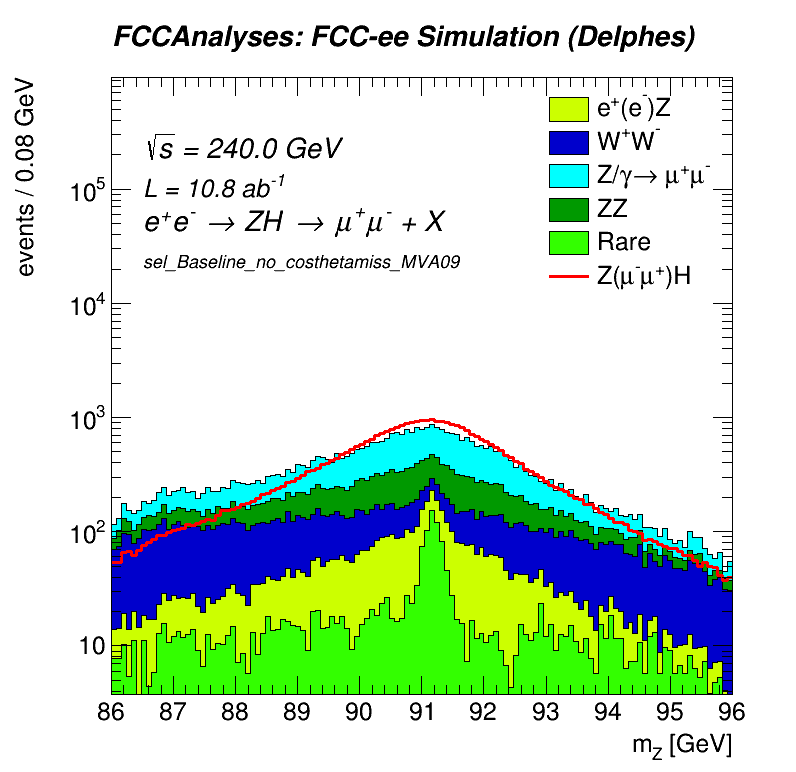 FCCAnalyses: FCC-ee Simulation (Delphes)
events / 0.08 GeV
√s = 240.0 GeV
L = 10.8 ab⁻¹
e⁺e⁻ → ZH → μ⁺μ⁻ + X
sel_Baseline_no_costhetamiss_MVA09
e⁺(e⁻)Z
W⁺W⁻
Z/γ→ μ⁺μ⁻
ZZ
Rare
Z(μ⁻μ⁺)H
10⁵
10⁴
10³
10²
10
86 87 88 89 90 91 92 93 94 95 96
m_Z [GeV]